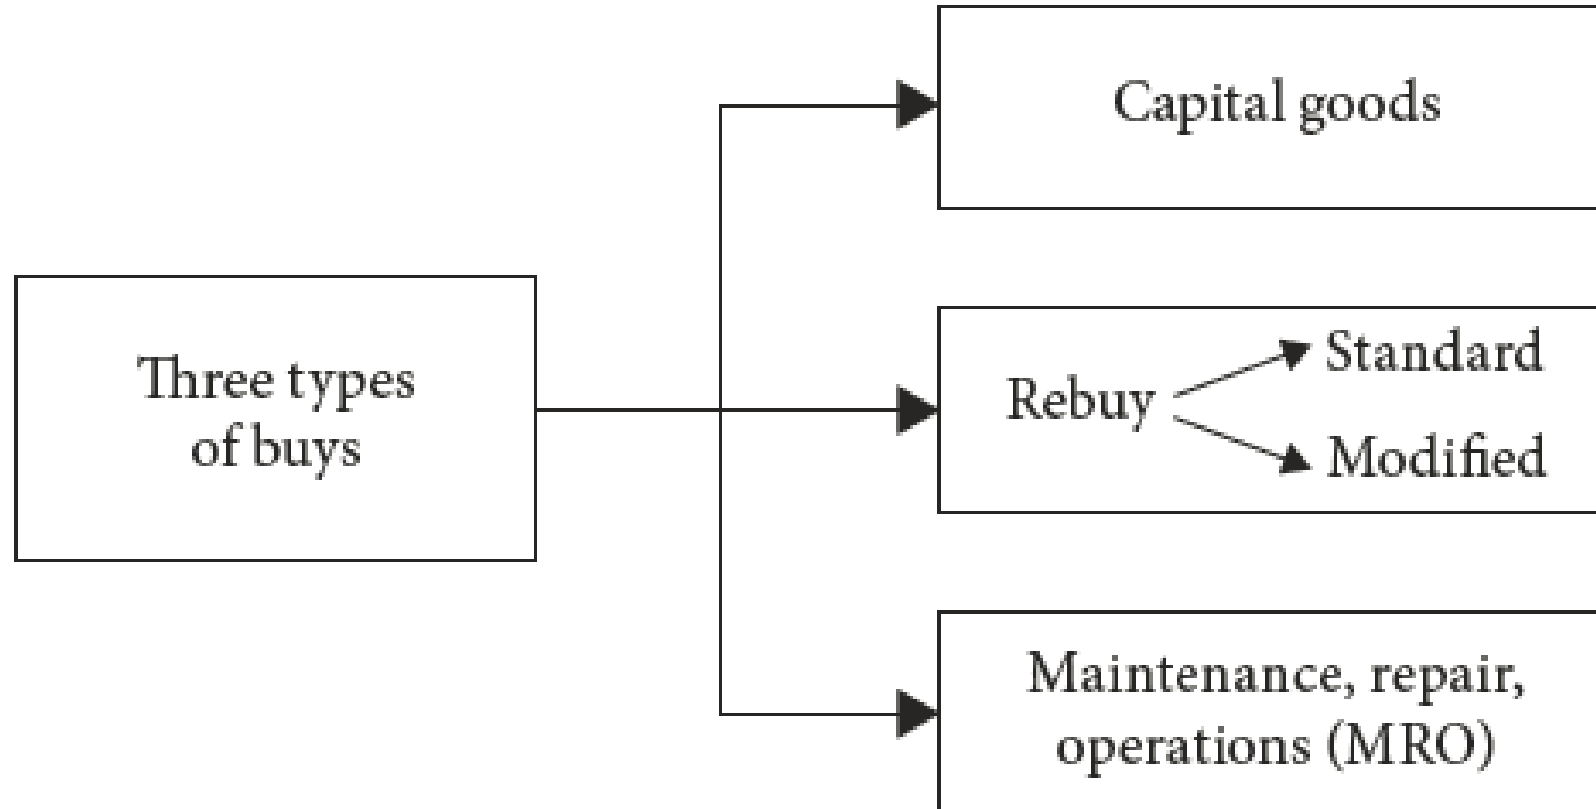 Capital goods
Three types
of buys
Rebuy
Standard
Modified
Maintenance, repair,
operations (MRO)